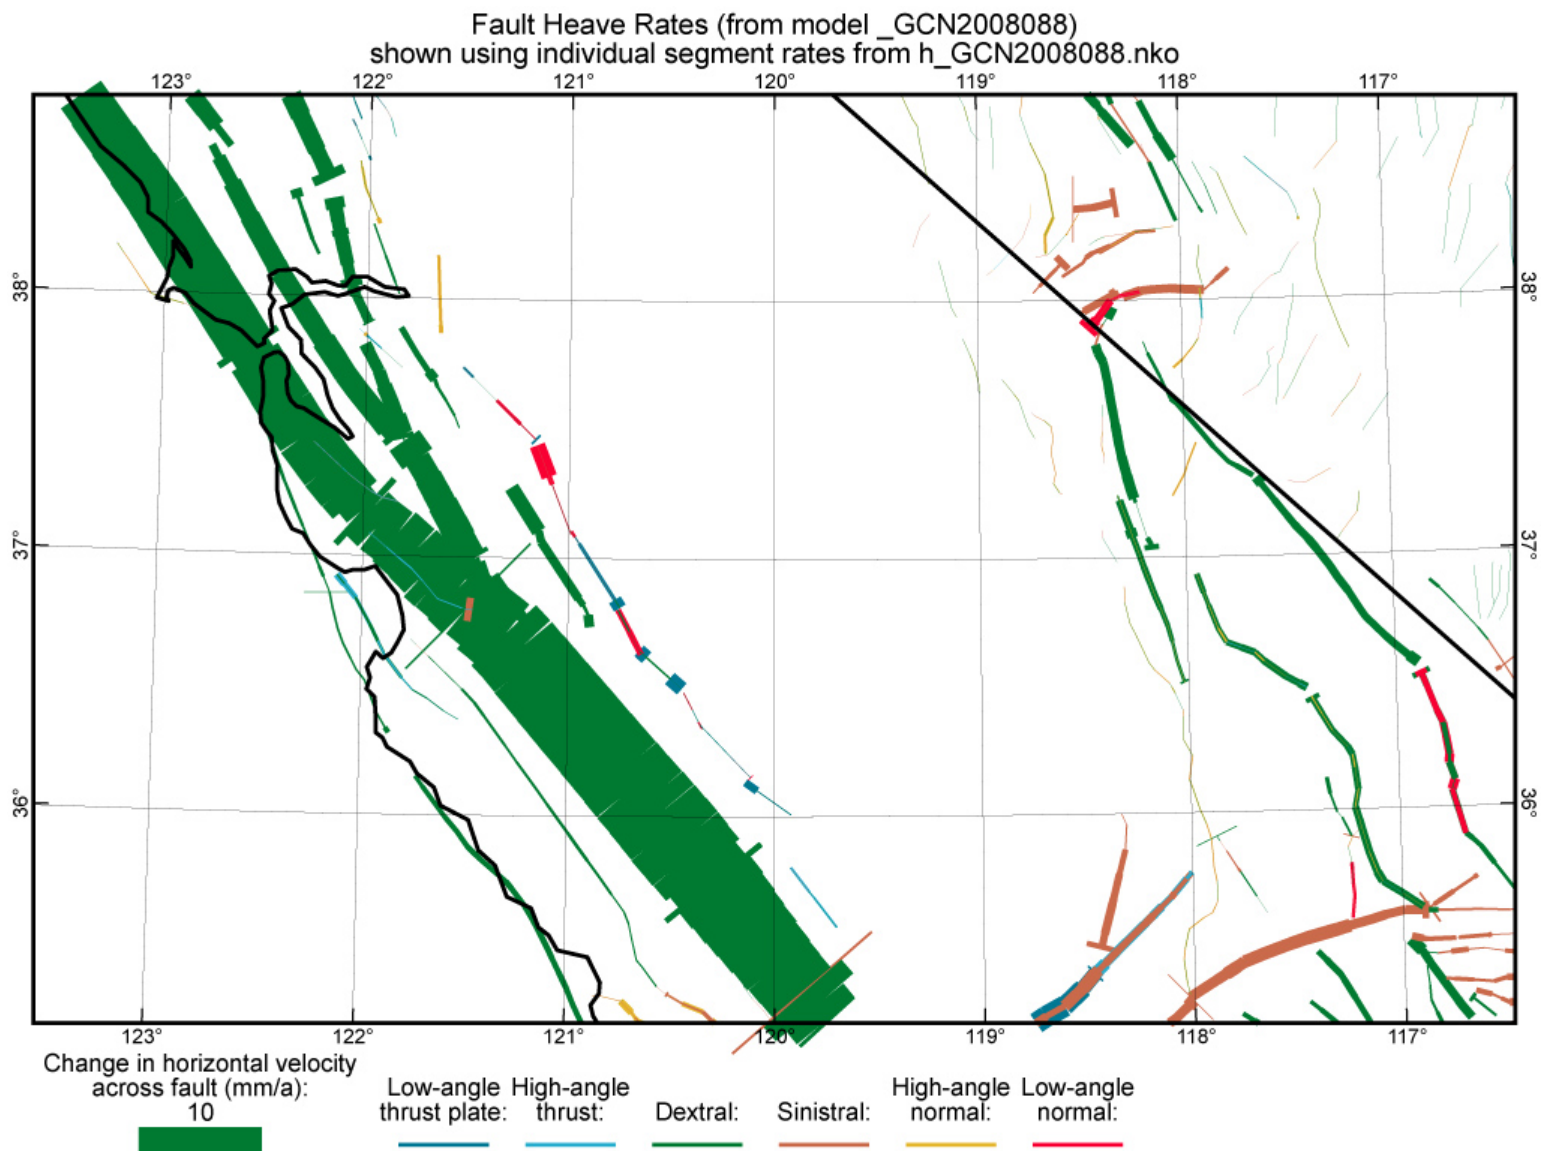 Fault Heave Rates (from model _GCN2008088)
shown using individual segment rates from h_GCN2008088.nko
123° 122° 121° 120° 119° 118° 117°
38° 38°
37° 37°
36° 36°
123° 122° 121° 120° 119° 118° 117°
Change in horizontal velocity
across fault (mm/a):
10
Low-angle
thrust plate:
High-angle
thrust:
Dextral:
Sinistral:
High-angle
normal:
Low-angle
normal: